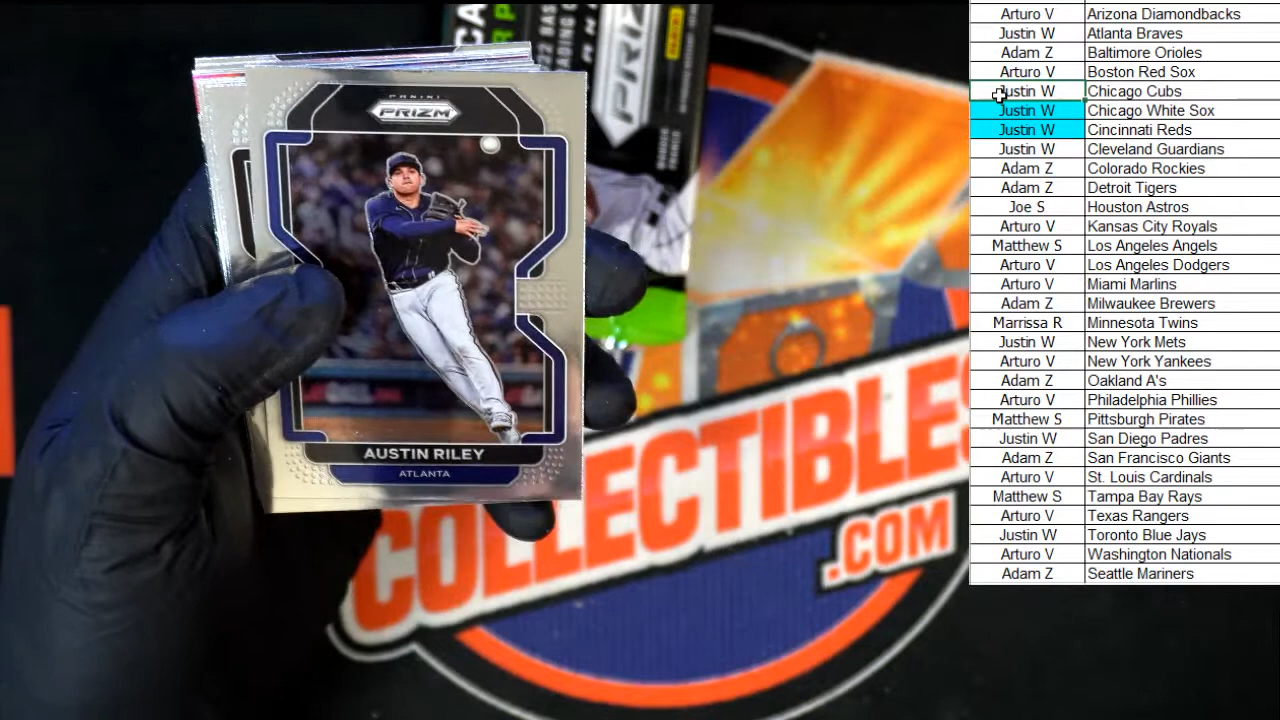 PANINI
PRIZM
AUSTIN RILEY
ATLANTA
PRIZM
COLLECTIBLES
.COM
Arturo V Arizona Diamondbacks
Justin W Atlanta Braves
Adam Z Baltimore Orioles
Arturo V Boston Red Sox
Justin W Chicago Cubs
Justin W Chicago White Sox
Justin W Cincinnati Reds
Justin W Cleveland Guardians
Adam Z Colorado Rockies
Adam Z Detroit Tigers
Joe S Houston Astros
Arturo V Kansas City Royals
Matthew S Los Angeles Angels
Arturo V Los Angeles Dodgers
Arturo V Miami Marlins
Adam Z Milwaukee Brewers
Marrissa R Minnesota Twins
Justin W New York Mets
Arturo V New York Yankees
Adam Z Oakland A's
Arturo V Philadelphia Phillies
Matthew S Pittsburgh Pirates
Justin W San Diego Padres
Adam Z San Francisco Giants
Arturo V St. Louis Cardinals
Matthew S Tampa Bay Rays
Arturo V Texas Rangers
Justin W Toronto Blue Jays
Arturo V Washington Nationals
Adam Z Seattle Mariners